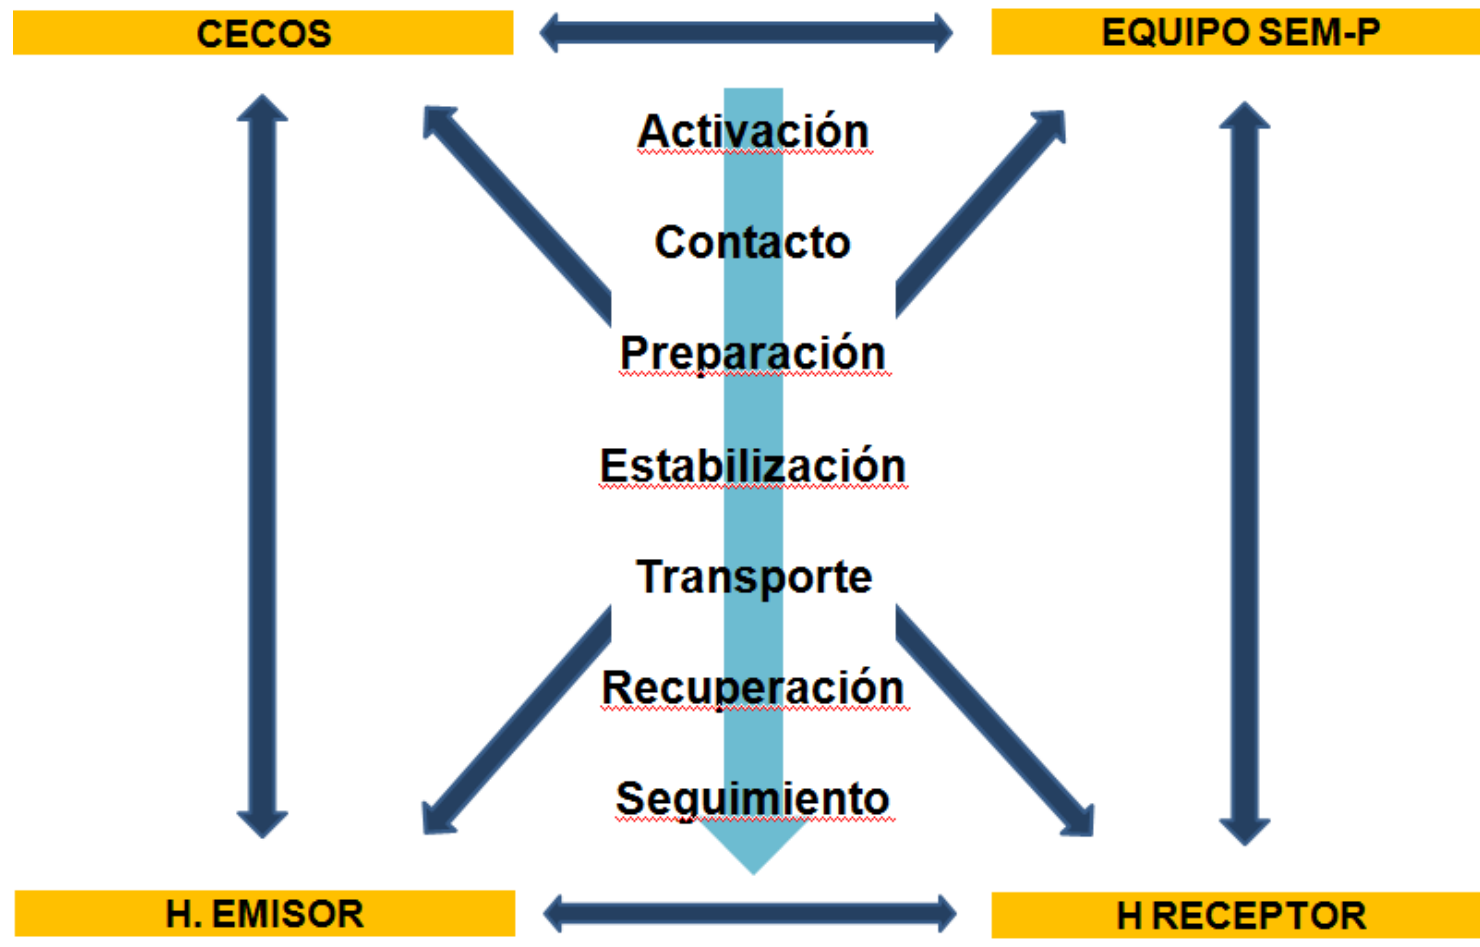 CECOS
EQUIPO SEM-P
Activación
Contacto
Preparación
Estabilización
Transporte
Recuperación
Seguimiento
H. EMISOR
H RECEPTOR